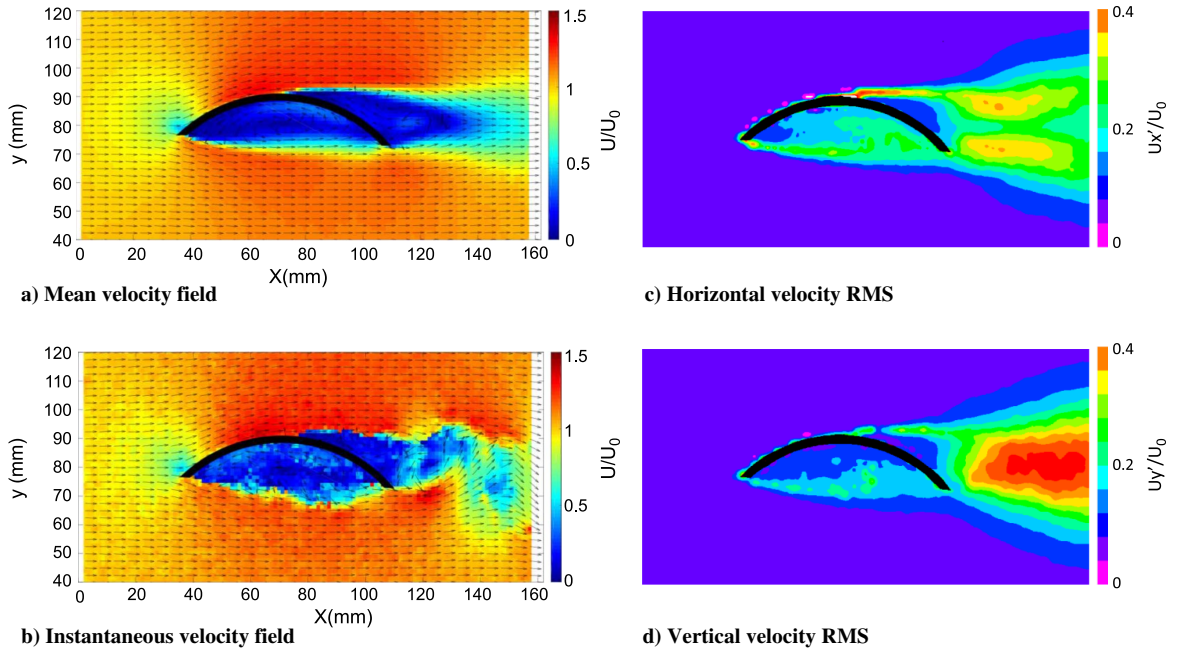 120
110
100
90
80
70
60
50
40
y (mm)
0 20 40 60 80 100 120 140 160
X(mm)
1.5
1
0.5
0
U/U0
a) Mean velocity field
0.4
0.2
0
Ux'/U0
c) Horizontal velocity RMS
120
110
100
90
80
70
60
50
40
y (mm)
0 20 40 60 80 100 120 140 160
X(mm)
1.5
1
0.5
0
U/U0
b) Instantaneous velocity field
0.4
0.2
0
Uy'/U0
d) Vertical velocity RMS